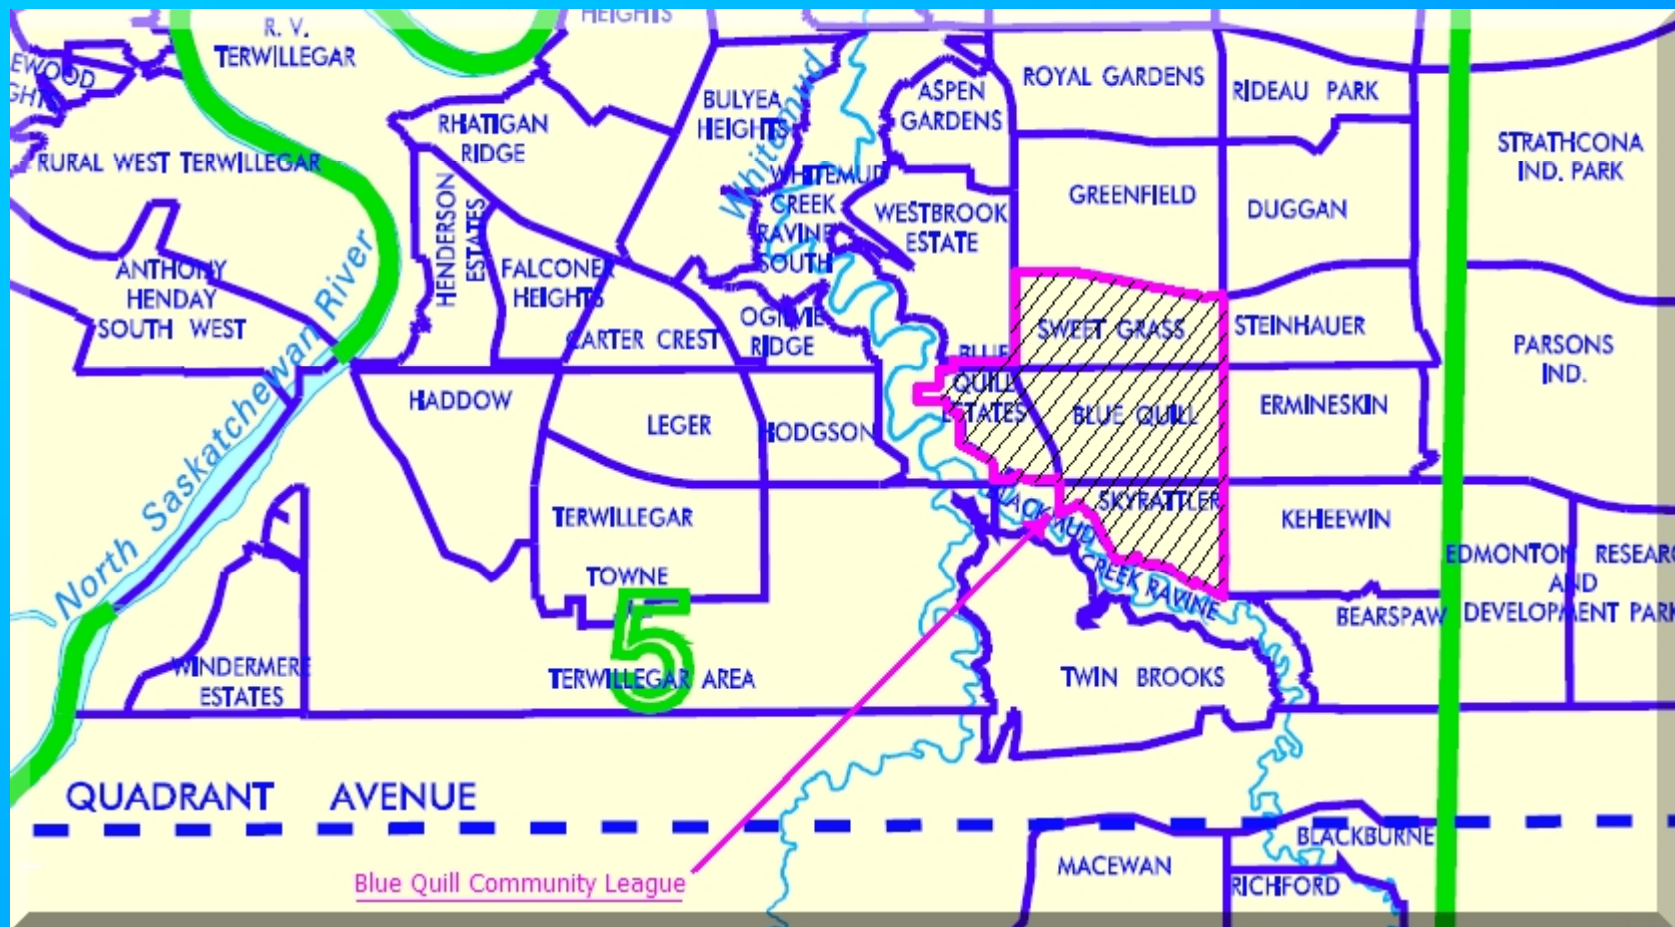 HEIGHTS
R. V.
TERWILLEGAR
EWOOD
GHTS
RURAL WEST TERWILLEGAR
RHATIGAN
RIDGE
BULYEA
HEIGHTS
Whitemud
ASPEN
GARDENS
ROYAL GARDENS
RIDEAU PARK
STRATHCONA
IND. PARK
WHITEMUD
CREEK
RAVINE
SOUTH
WESTBROOK
ESTATE
GREENFIELD
DUGGAN
ANTHONY
HENDAY
SOUTH WEST
HENDERSON
ESTATES
FALCONER
HEIGHTS
CARTER CREST
OGILVIE
RIDGE
BLUE
QUILL
ESTATES
SWEET GRASS
STEINHAUER
PARSONS
IND.
North Saskatchewan River
HADDOW
LEGER
HODGSON
BLUE QUILL
ERMINESKIN
TERWILLEGAR
TOWNE
BLACKMUD
CREEK RAVINE
SKYRATTLER
KEHEEWIN
EDMONTON RESEARC
AND
DEVELOPMENT PARK
BEARSPAW
WINDERMERE
ESTATES
5
TERWILLEGAR AREA
TWIN BROOKS
QUADRANT AVENUE
Blue Quill Community League
MACEWAN
BLACKBURNE
RICHFORD